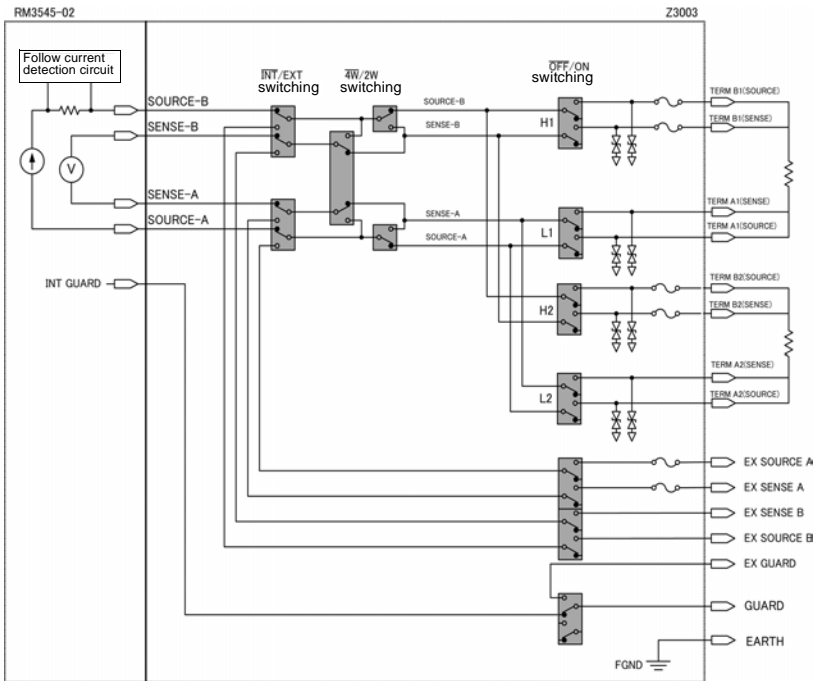 RM3545-02
Z3003
Follow current
detection circuit
INT/EXT
switching
4W/2W
switching
OFF/ON
switching
SOURCE-B
SENSE-B
SENSE-A
SOURCE-A
INT GUARD
V
SOURCE-B
SENSE-B
SENSE-A
SOURCE-A
H1
L1
H2
L2
TERM B1(SOURCE)
TERM B1(SENSE)
TERM A1(SENSE)
TERM A1(SOURCE)
TERM B2(SOURCE)
TERM B2(SENSE)
TERM A2(SENSE)
TERM A2(SOURCE)
EX SOURCE A
EX SENSE A
EX SENSE B
EX SOURCE B
EX GUARD
GUARD
EARTH
FGND